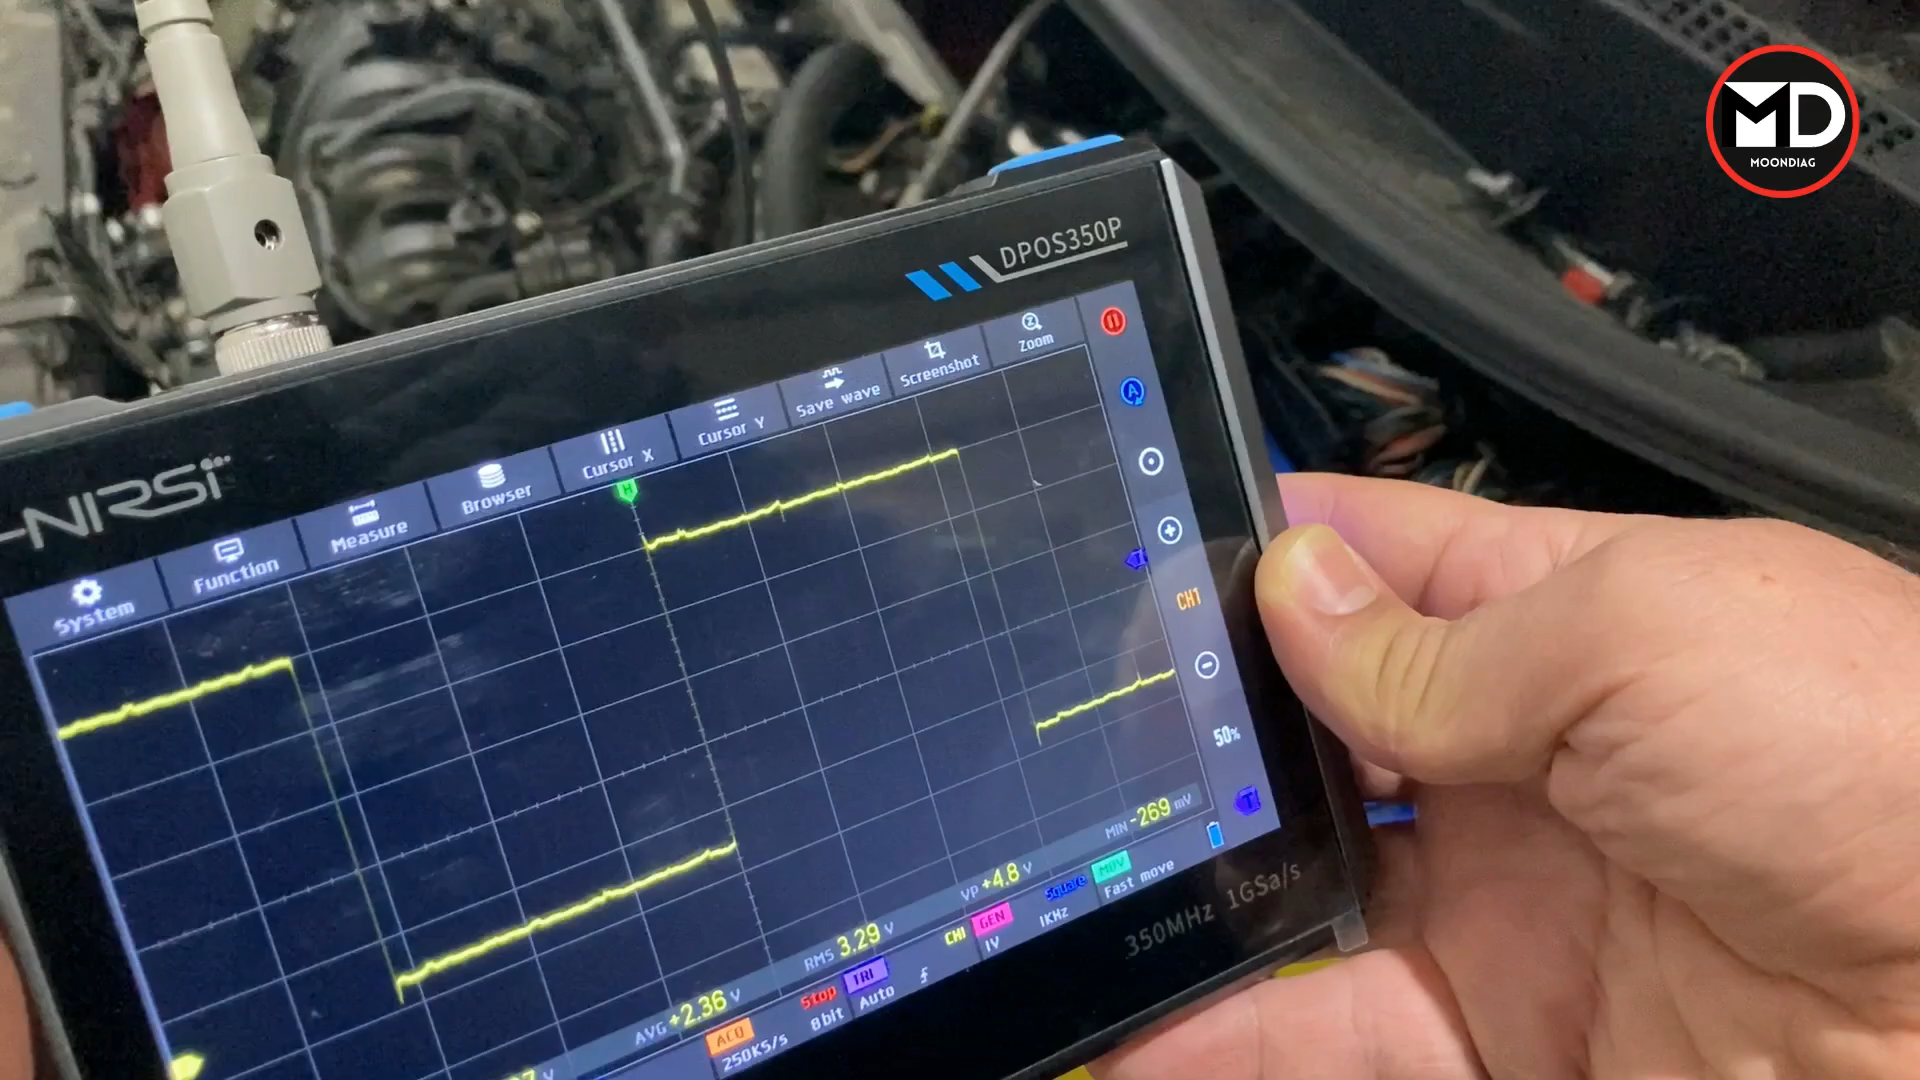 MD
MOONDIAG
DPOS350P
FNIRSI
System
Function
Measure
Browser
Cursor X
Cursor Y
Save wave
Screenshot
Zoom
H
A
T
CH1
50%
T
AVG +2.36 V
RMS 3.29 V
VP +4.8 V
MIN -269 mV
ACQ
250KS/s
Stop
8bit
TRI
Auto
CH1
GEN
1V
Square
1KHz
MOV
Fast move
350MHz 1GSa/s